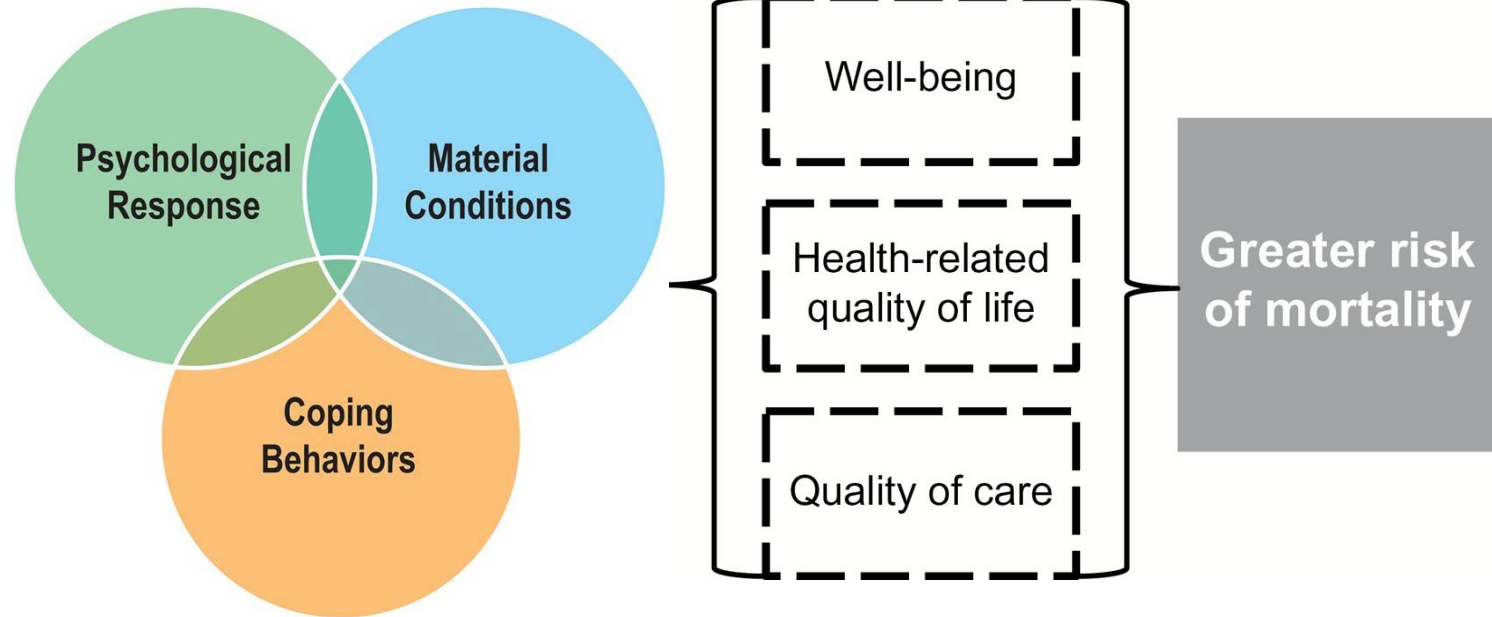 Psychological
Response
Material
Conditions
Coping
Behaviors
Well-being
Health-related
quality of life
Quality of care
Greater risk
of mortality